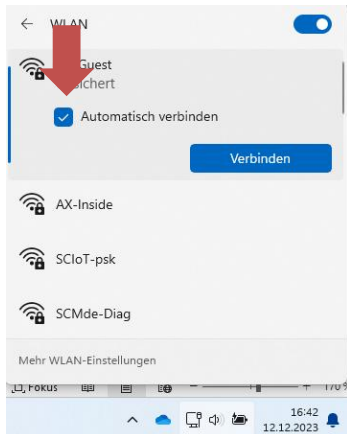 WLAN
Guest
Automatisch verbinden
Verbinden
AX-Inside
SCIoT-psk
SCMde-Diag
Mehr WLAN-Einstellungen
Fokus
16:42
12.12.2023